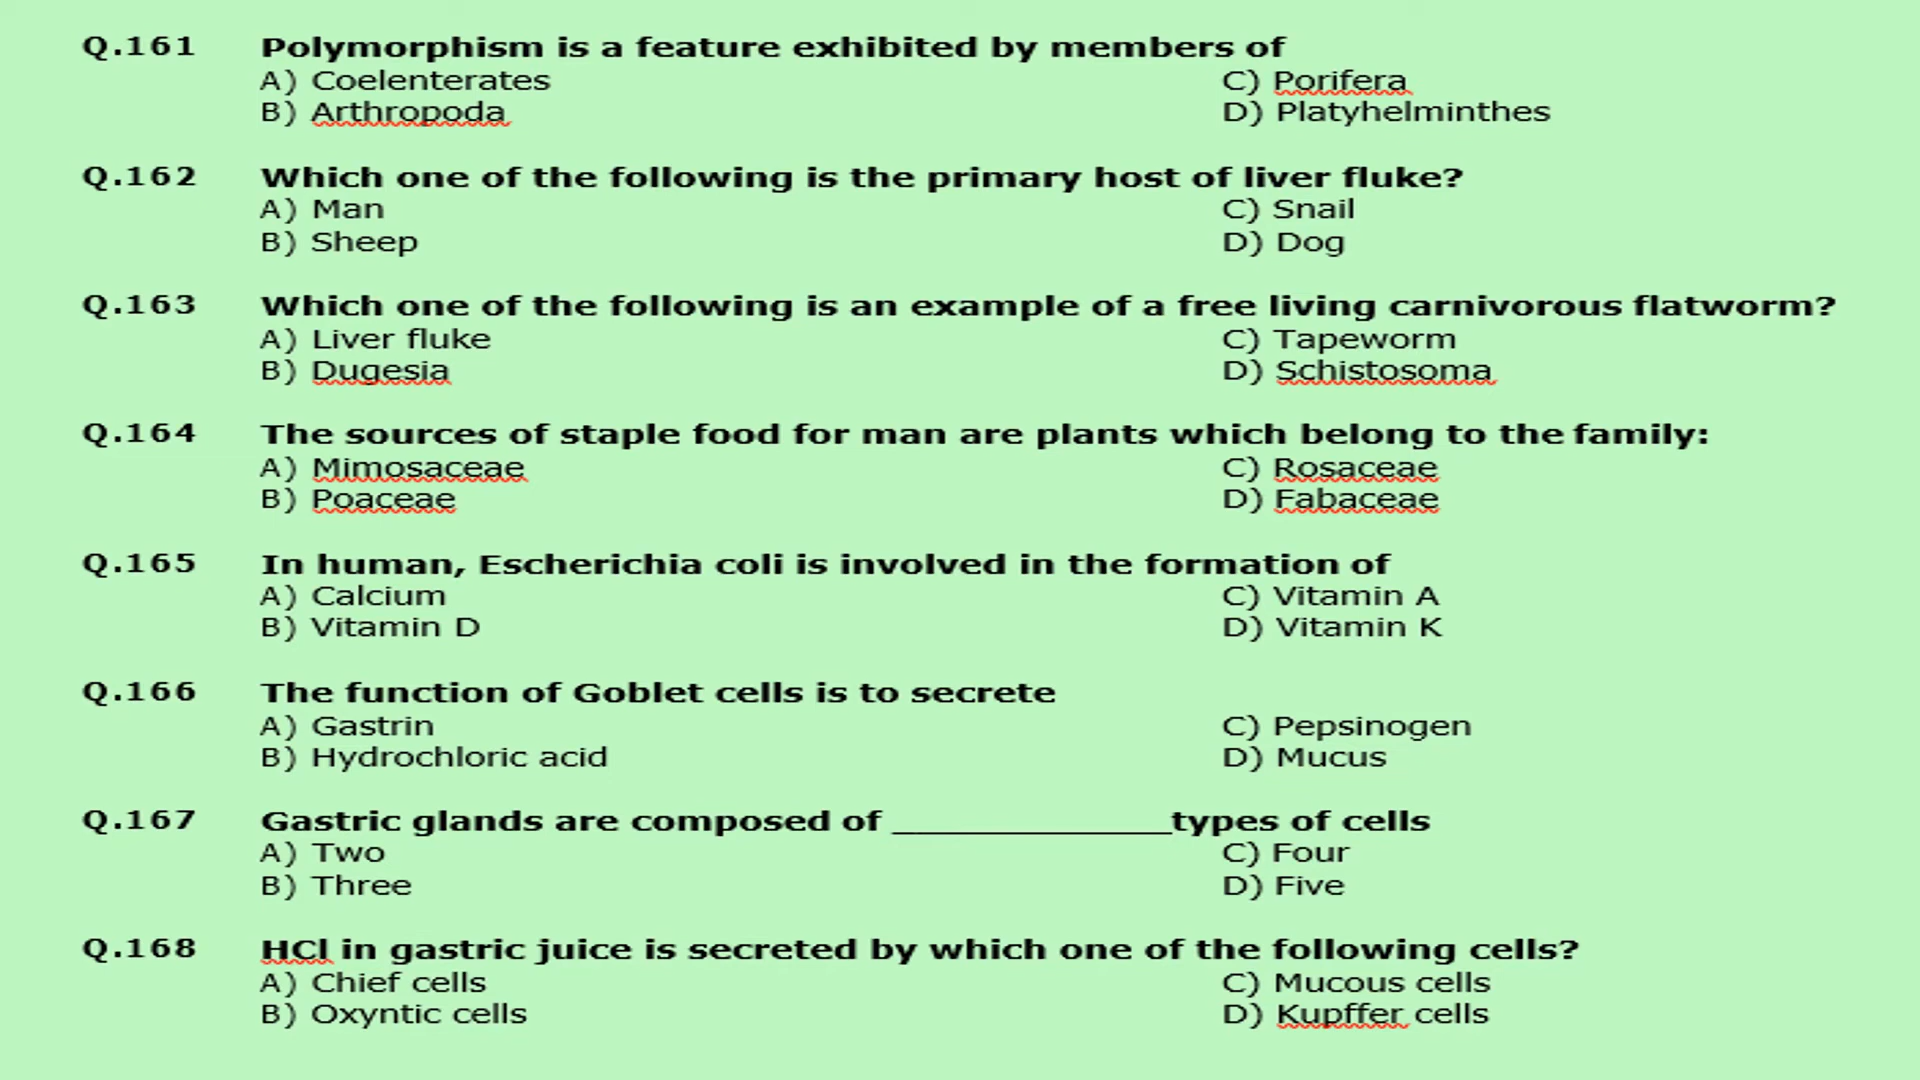 Q.161 Polymorphism is a feature exhibited by members of
A) Coelenterates C) Porifera
B) Arthropoda D) Platyhelminthes
Q.162 Which one of the following is the primary host of liver fluke?
A) Man C) Snail
B) Sheep D) Dog
Q.163 Which one of the following is an example of a free living carnivorous flatworm?
A) Liver fluke C) Tapeworm
B) Dugesia D) Schistosoma
Q.164 The sources of staple food for man are plants which belong to the family:
A) Mimosaceae C) Rosaceae
B) Poaceae D) Fabaceae
Q.165 In human, Escherichia coli is involved in the formation of
A) Calcium C) Vitamin A
B) Vitamin D D) Vitamin K
Q.166 The function of Goblet cells is to secrete
A) Gastrin C) Pepsinogen
B) Hydrochloric acid D) Mucus
Q.167 Gastric glands are composed of ______________types of cells
A) Two C) Four
B) Three D) Five
Q.168 HCl in gastric juice is secreted by which one of the following cells?
A) Chief cells C) Mucous cells
B) Oxyntic cells D) Kupffer cells